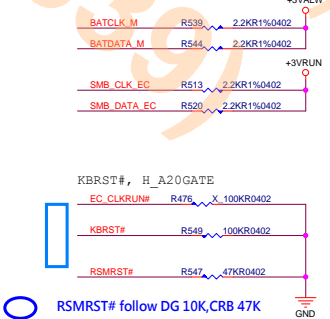 +3VALW
BATCLK_M R539 2.2KR1%0402
BATDATA_M R544 2.2KR1%0402
+3VRUN
SMB_CLK_EC R513 2.2KR1%0402
SMB_DATA_EC R520 2.2KR1%0402
KBRST#, H_A20GATE
EC_CLKRUN# R476 X_100KR0402
KBRST# R549 100KR0402
RSMRST# R547 47KR0402
RSMRST# follow DG 10K,CRB 47K
GND